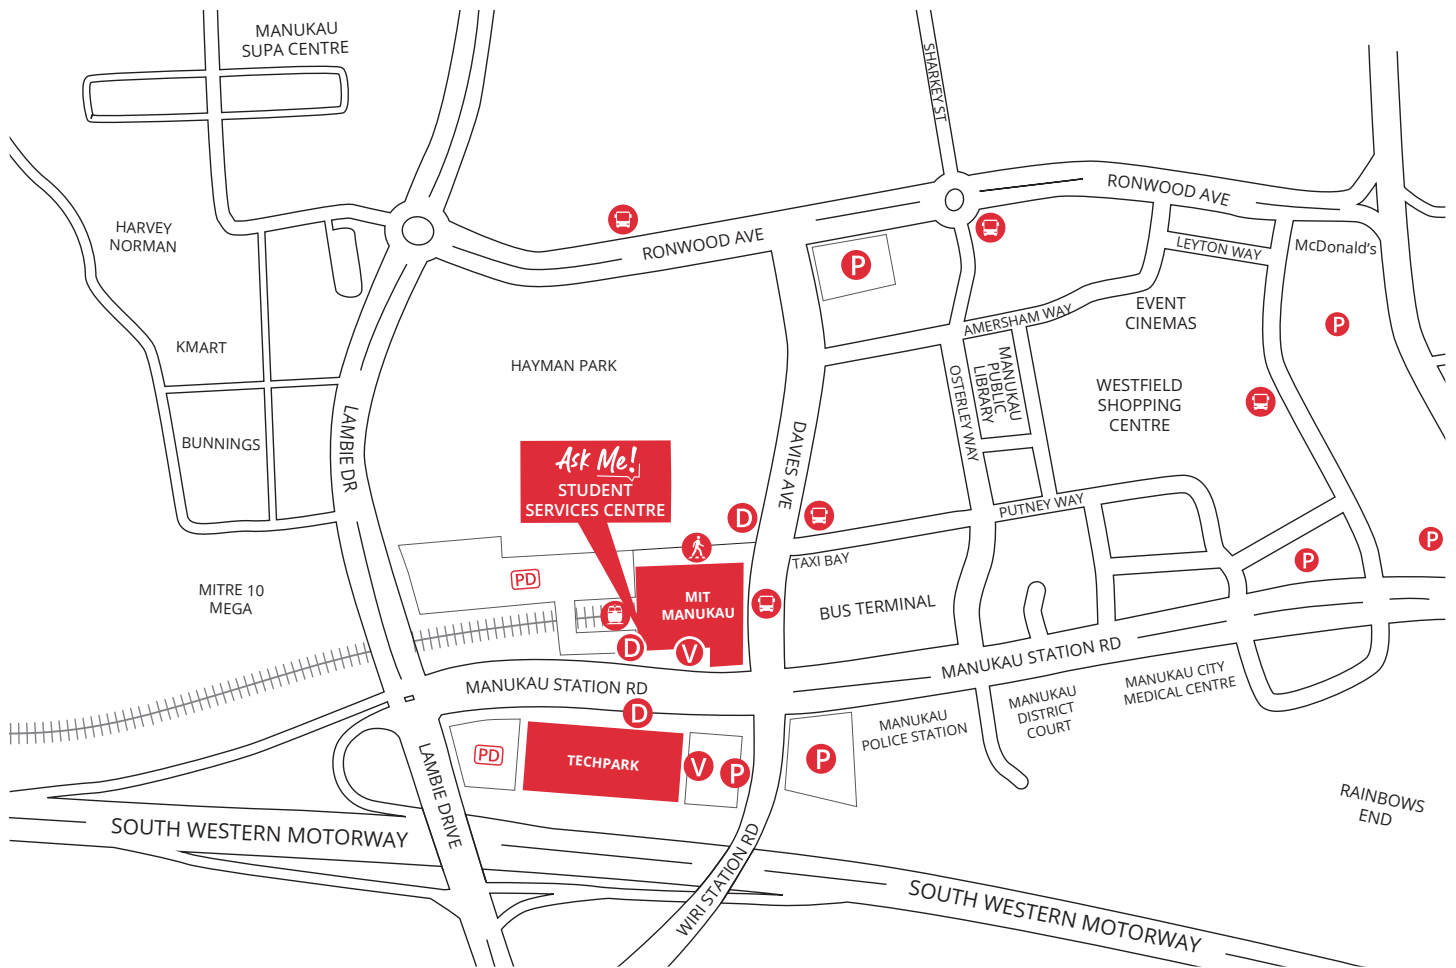 MANUKAU
SUPA CENTRE
SHARKEY ST
RONWOOD AVE
HARVEY
NORMAN
RONWOOD AVE
LEYTON WAY
McDonald's
P
EVENT
CINEMAS
P
AMERSHAM WAY
KMART
HAYMAN PARK
MANUKAU
PUBLIC
LIBRARY
OSTERLEY WAY
WESTFIELD
SHOPPING
CENTRE
LAMBIE DR
BUNNINGS
DAVIES AVE
Ask Me!
STUDENT
SERVICES CENTRE
D
PUTNEY WAY
P
P
TAXI BAY
PD
MITRE 10
MEGA
MIT
MANUKAU
BUS TERMINAL
D
V
MANUKAU STATION RD
MANUKAU STATION RD
MANUKAU CITY
MEDICAL CENTRE
MANUKAU
DISTRICT
COURT
D
MANUKAU
POLICE STATION
PD
TECHPARK
V
P
P
LAMBIE DRIVE
RAINBOWS
END
SOUTH WESTERN MOTORWAY
WIRI STATION RD
SOUTH WESTERN MOTORWAY